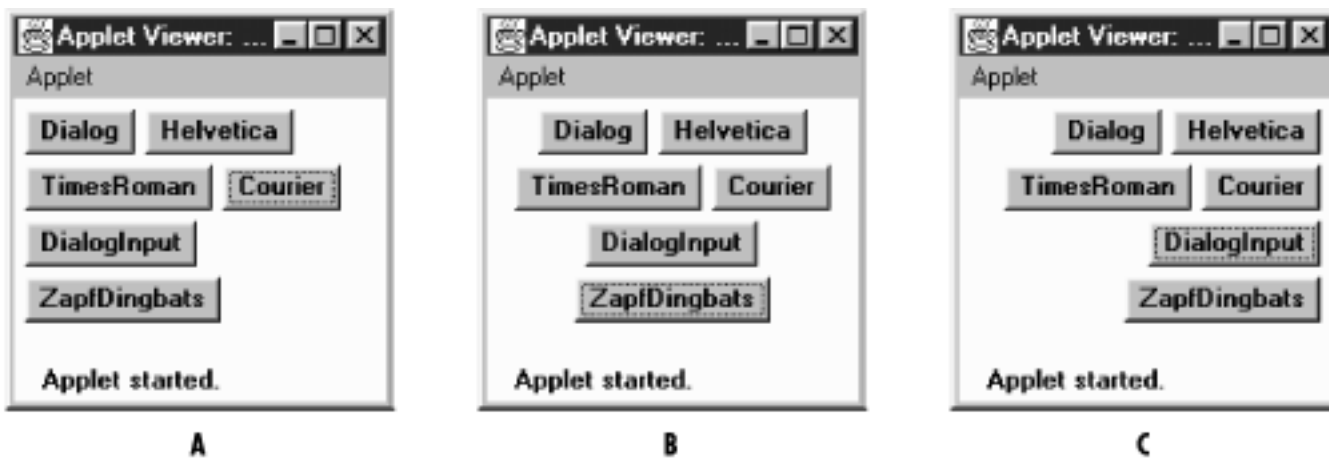 Applet Viewer: ...
Applet
Dialog Helvetica
TimesRoman Courier
DialogInput
ZapfDingbats
Applet started.
A
Applet Viewer: ...
Applet
Dialog Helvetica
TimesRoman Courier
DialogInput
ZapfDingbats
Applet started.
B
Applet Viewer: ...
Applet
Dialog Helvetica
TimesRoman Courier
DialogInput
ZapfDingbats
Applet started.
C